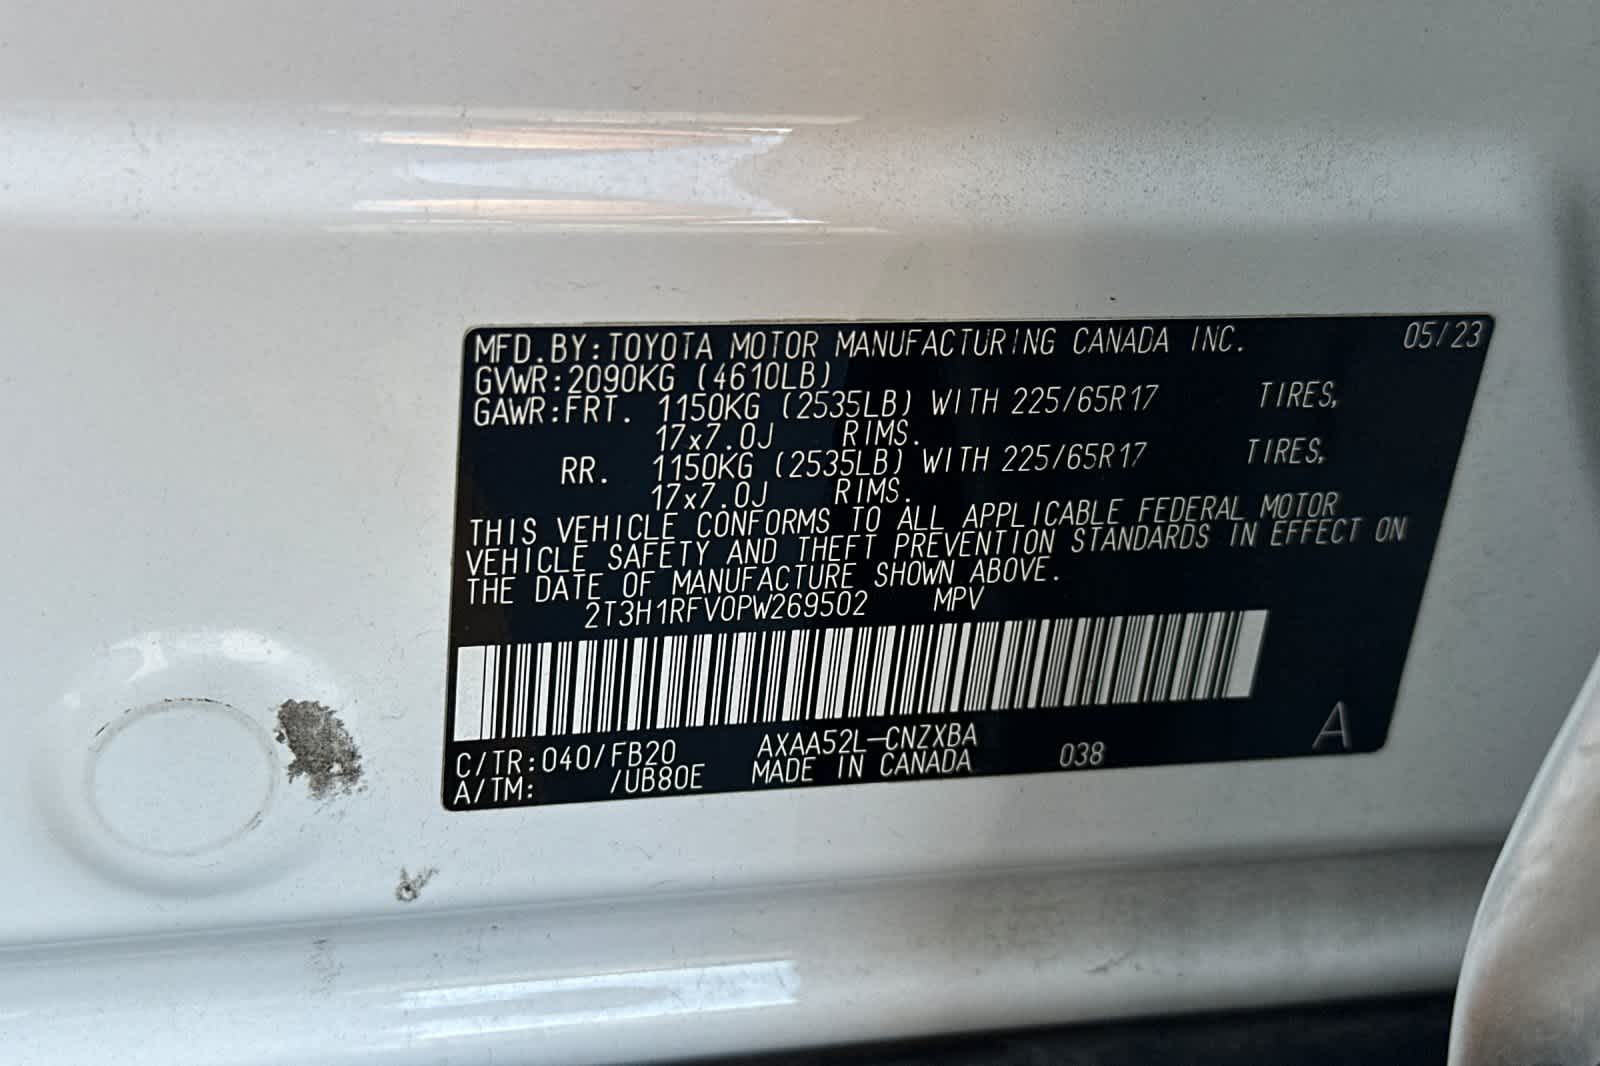 MFD.BY:TOYOTA MOTOR MANUFACTURING CANADA INC. 05/23
GVWR:2090KG (4610LB)
GAWR:FRT. 1150KG (2535LB) WITH 225/65R17 TIRES,
17x7.0J RIMS.
RR. 1150KG (2535LB) WITH 225/65R17 TIRES,
17x7.0J RIMS.
THIS VEHICLE CONFORMS TO ALL APPLICABLE FEDERAL MOTOR
VEHICLE SAFETY AND THEFT PREVENTION STANDARDS IN EFFECT ON
THE DATE OF MANUFACTURE SHOWN ABOVE.
2T3H1RFV0PW269502 MPV
C/TR:040/FB20 AXAA52L-CNZXBA
A/TM: /UB80E MADE IN CANADA 038 A